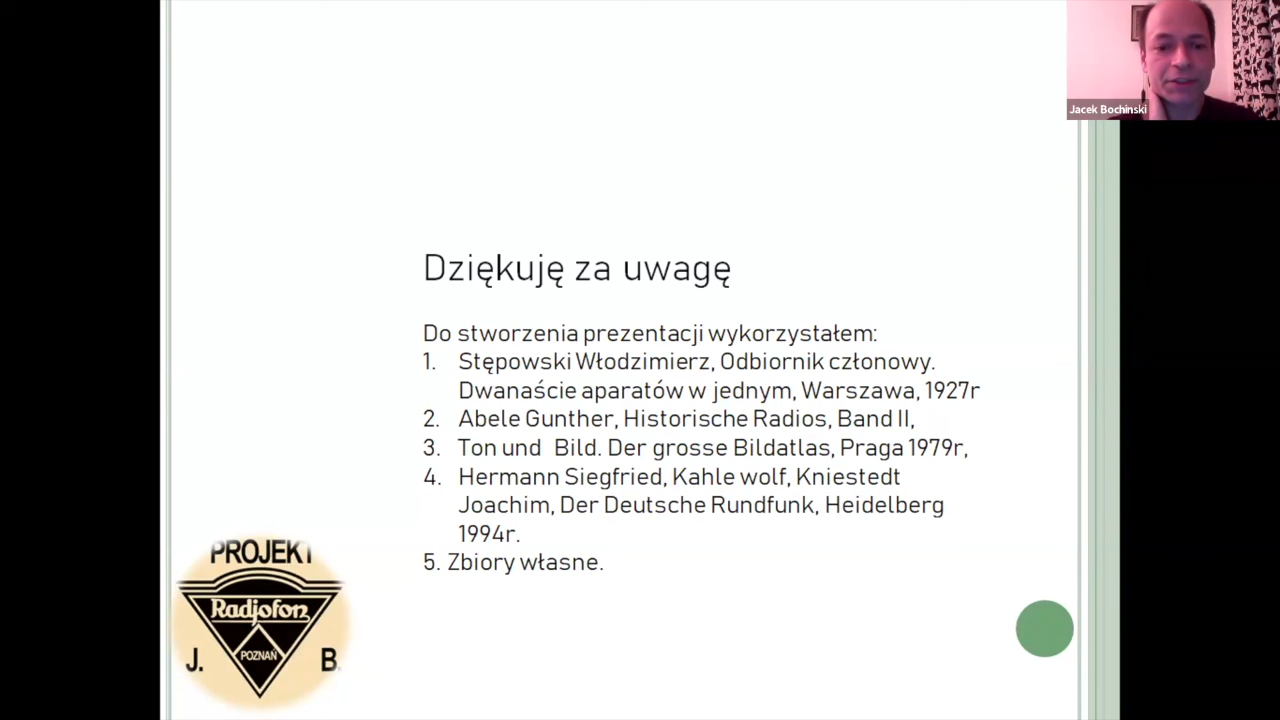 Jacek Bochinski
Dziękuję za uwagę
Do stworzenia prezentacji wykorzystałem:
1. Stępowski Włodzimierz, Odbiornik członowy.
Dwanaście aparatów w jednym, Warszawa, 1927r
2. Abele Gunther, Historische Radios, Band II,
3. Ton und Bild. Der grosse Bildatlas, Praga 1979r,
4. Hermann Siegfried, Kahle wolf, Kniestedt
Joachim, Der Deutsche Rundfunk, Heidelberg
1994r.
5. Zbiory własne.
PROJEKT
Radjofon
POZNAŃ
J. B.